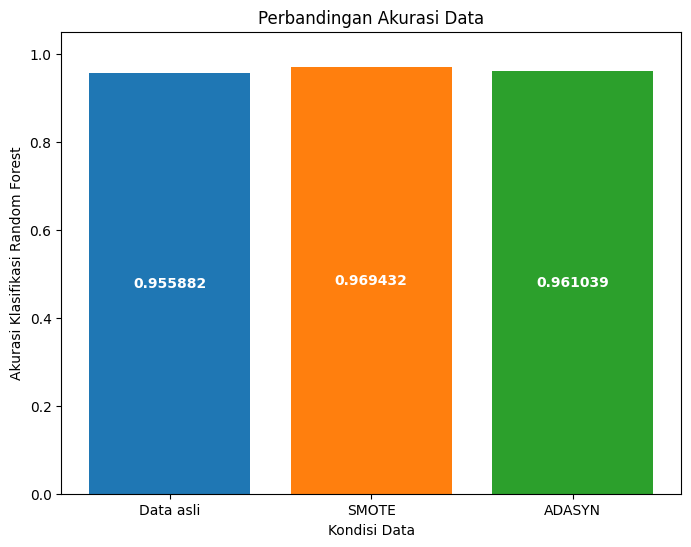 Perbandingan Akurasi Data
Akurasi Klasifikasi Random Forest
1.0
0.8
0.6
0.4
0.2
0.0
0.955882
0.969432
0.961039
Data asli
SMOTE
ADASYN
Kondisi Data